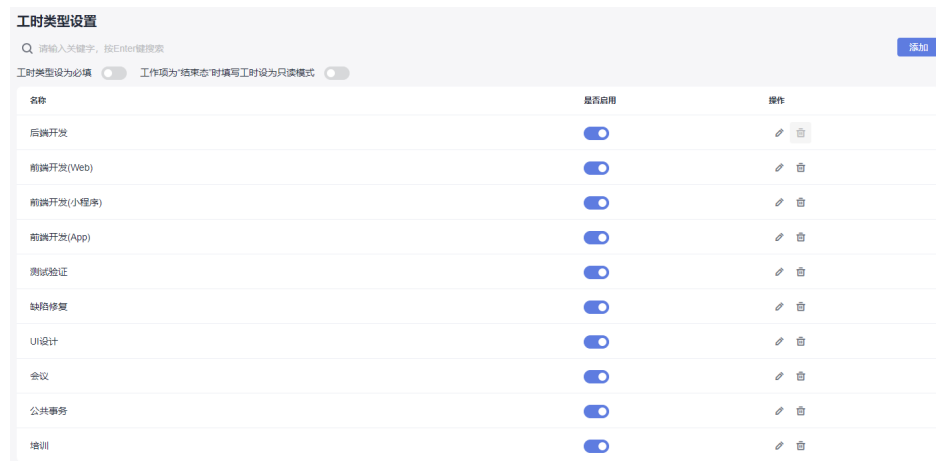 工时类型设置
请输入关键字，按Enter键搜索
添加
工时类型设为必填 工作项为"结束态"时填写工时设为只读模式
名称 是否启用 操作
后端开发
前端开发(Web)
前端开发(小程序)
前端开发(App)
测试验证
缺陷修复
UI设计
会议
公共事务
培训